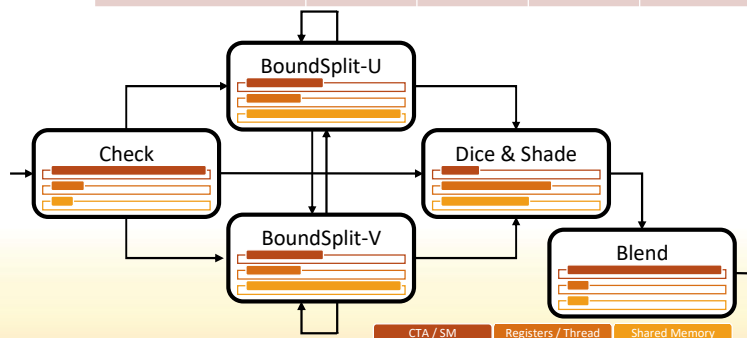 BoundSplit-U
Check
Dice & Shade
BoundSplit-V
Blend
CTA / SM
Registers / Thread
Shared Memory